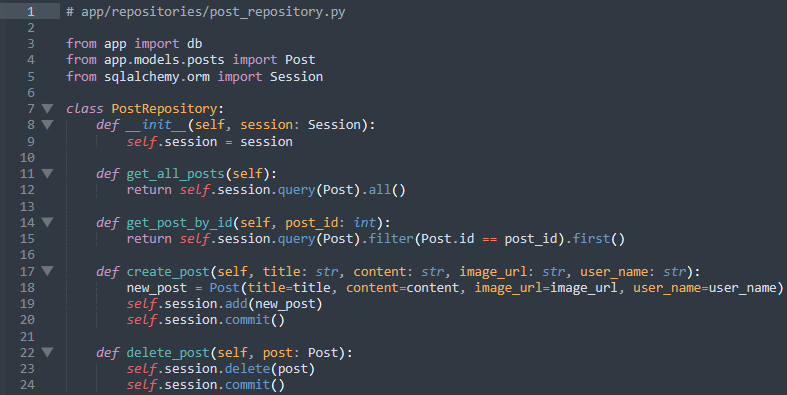 1 # app/repositories/post_repository.py
2
3 from app import db
4 from app.models.posts import Post
5 from sqlalchemy.orm import Session
6
7 class PostRepository:
8     def __init__(self, session: Session):
9         self.session = session
10
11     def get_all_posts(self):
12         return self.session.query(Post).all()
13
14     def get_post_by_id(self, post_id: int):
15         return self.session.query(Post).filter(Post.id == post_id).first()
16
17     def create_post(self, title: str, content: str, image_url: str, user_name: str):
18         new_post = Post(title=title, content=content, image_url=image_url, user_name=user_name)
19         self.session.add(new_post)
20         self.session.commit()
21
22     def delete_post(self, post: Post):
23         self.session.delete(post)
24         self.session.commit()